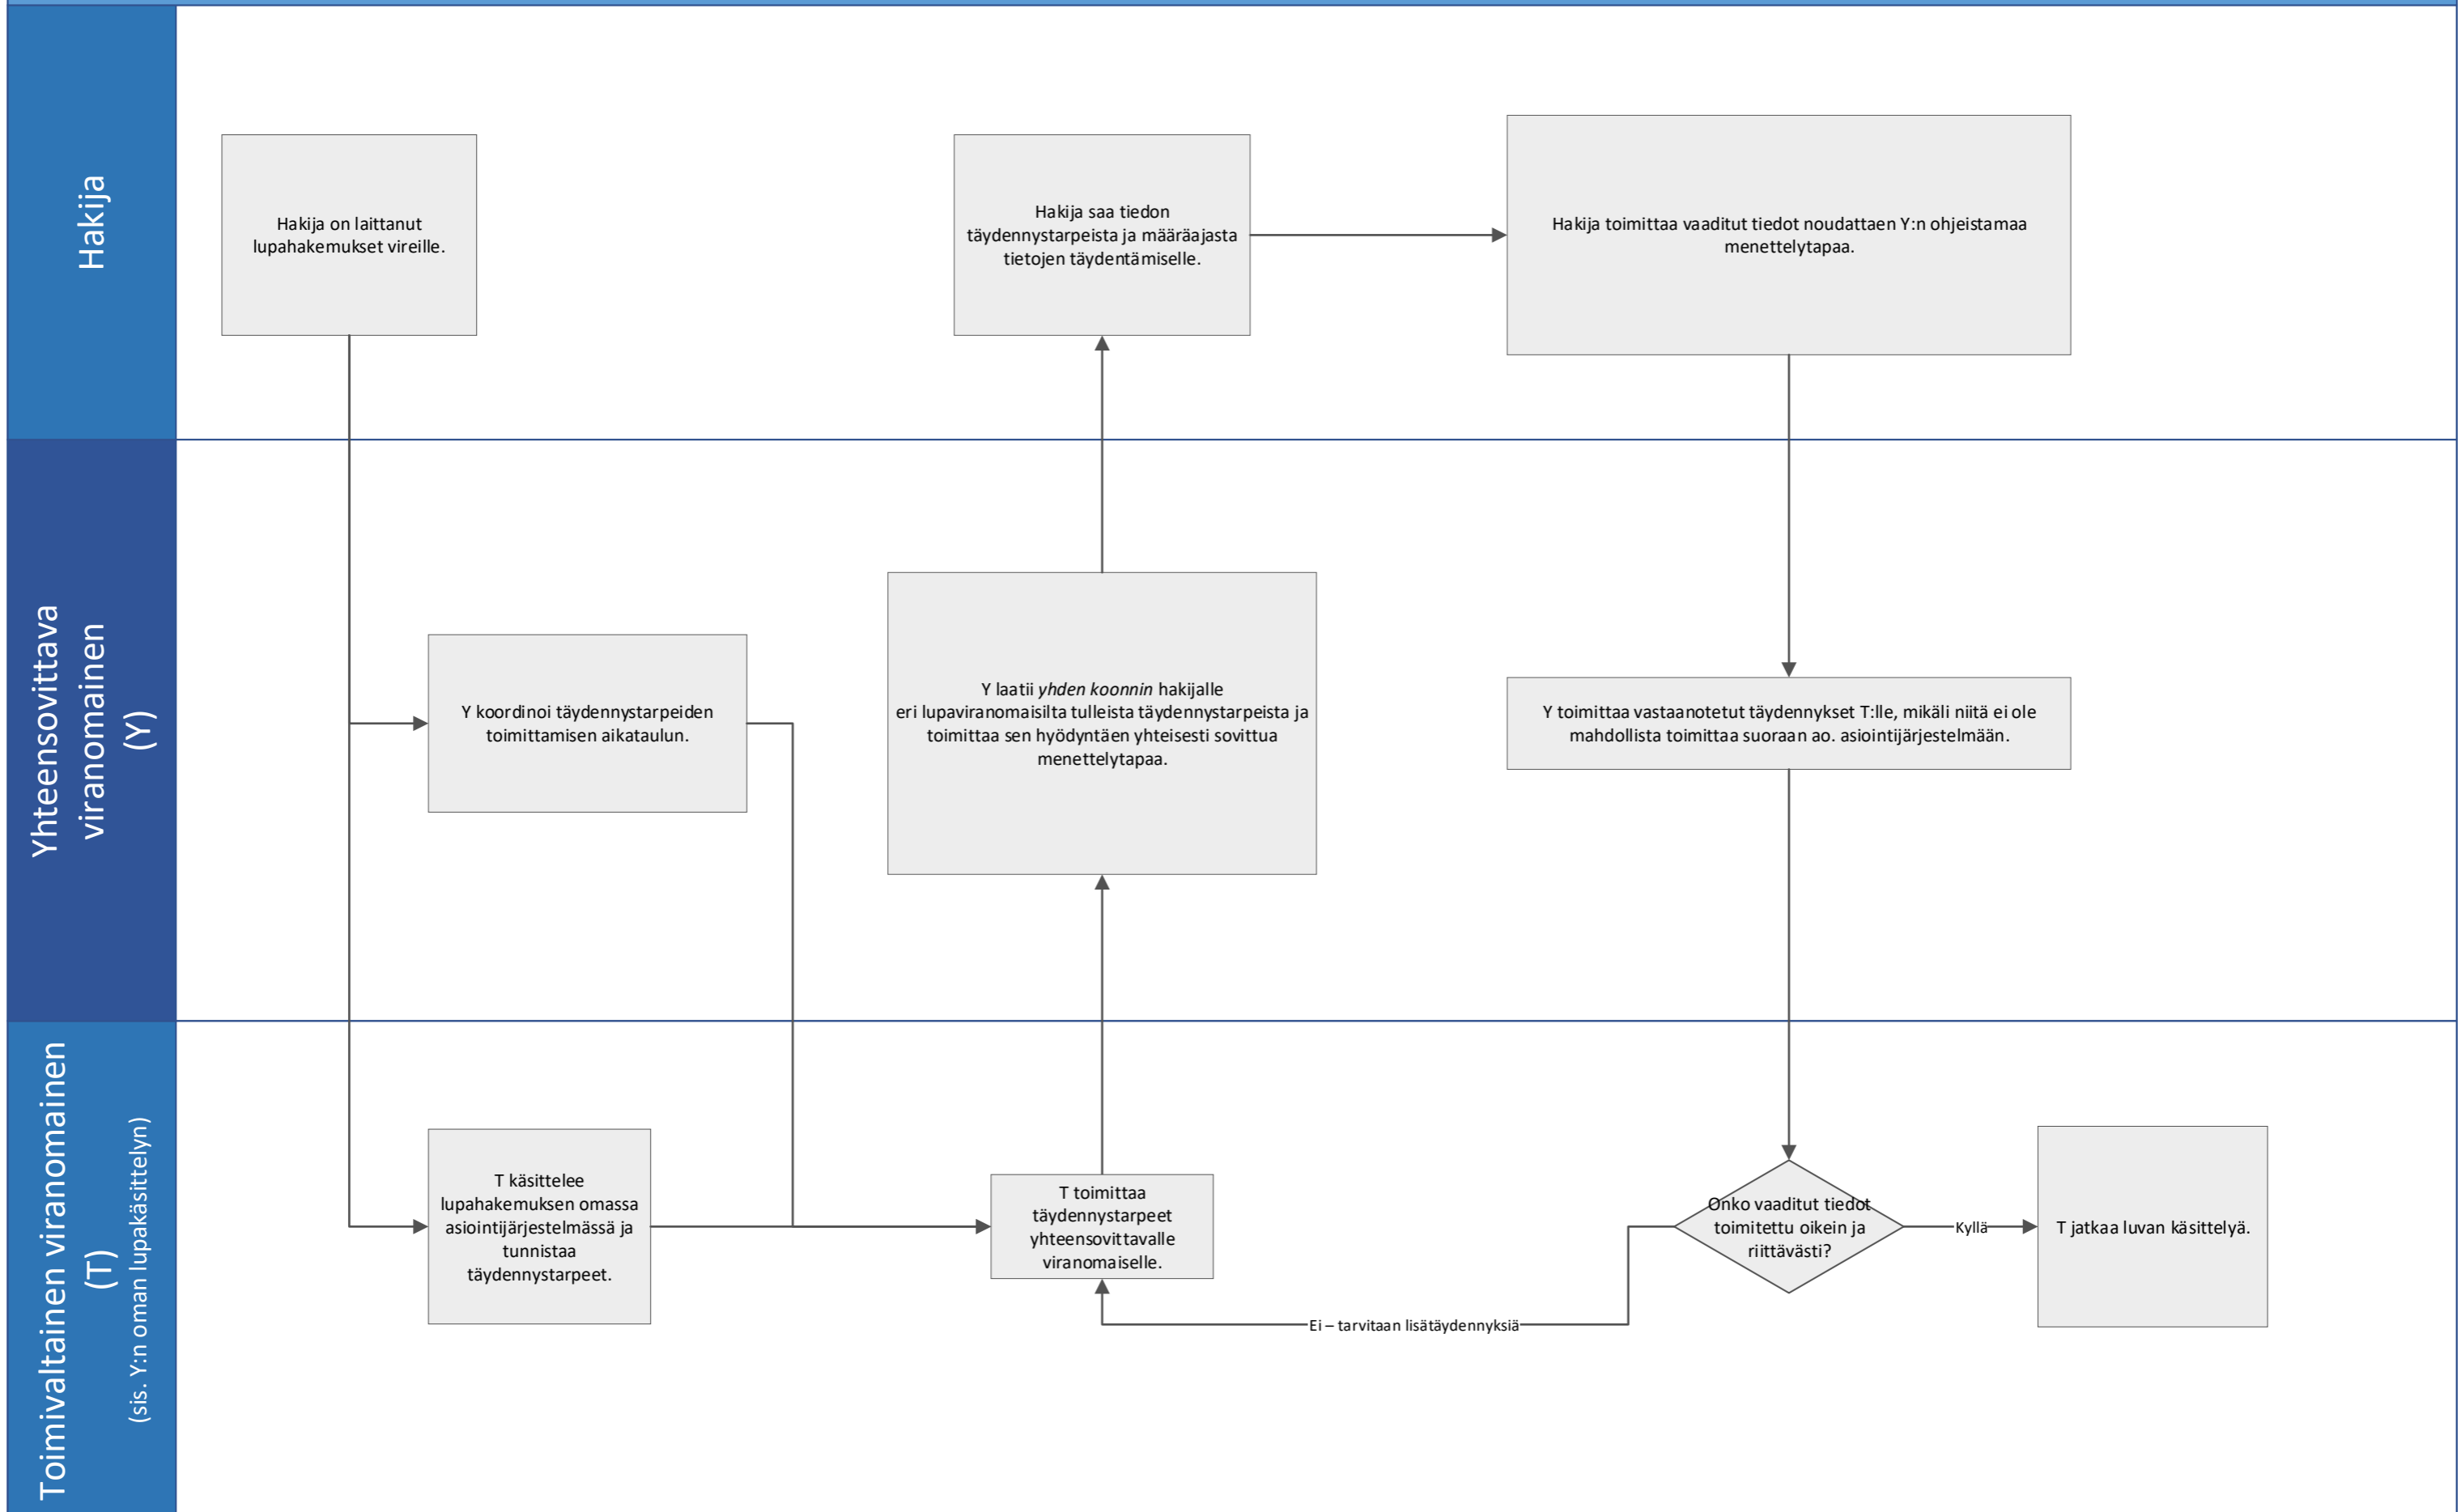 Hakija
Hakija on laittanut
lupahakemukset vireille.
Hakija saa tiedon
täydennystarpeista ja määräajasta
tietojen täydentämiselle.
Hakija toimittaa vaaditut tiedot noudattaen Y:n ohjeistamaa
menettelytapaa.
Yhteensovittava
viranomainen
(Y)
Y koordinoi täydennystarpeiden
toimittamisen aikataulun.
Y laatii yhden koonnin hakijalle
eri lupaviranomaisilta tulleista täydennystarpeista ja
toimittaa sen hyödyntäen yhteisesti sovittua
menettelytapaa.
Y toimittaa vastaanotetut täydennykset T:lle, mikäli niitä ei ole
mahdollista toimittaa suoraan ao. asiointijärjestelmään.
Toimivaltainen viranomainen
(T)
(sis. Y:n oman lupakäsittelyn)
T käsittelee
lupahakemuksen omassa
asiointijärjestelmässä ja
tunnistaa
täydennystarpeet.
T toimittaa
täydennystarpeet
yhteensovittavalle
viranomaiselle.
Onko vaaditut tiedot
toimitettu oikein ja
riittävästi?
Kyllä
T jatkaa luvan käsittelyä.
Ei – tarvitaan lisätäydennyksiä